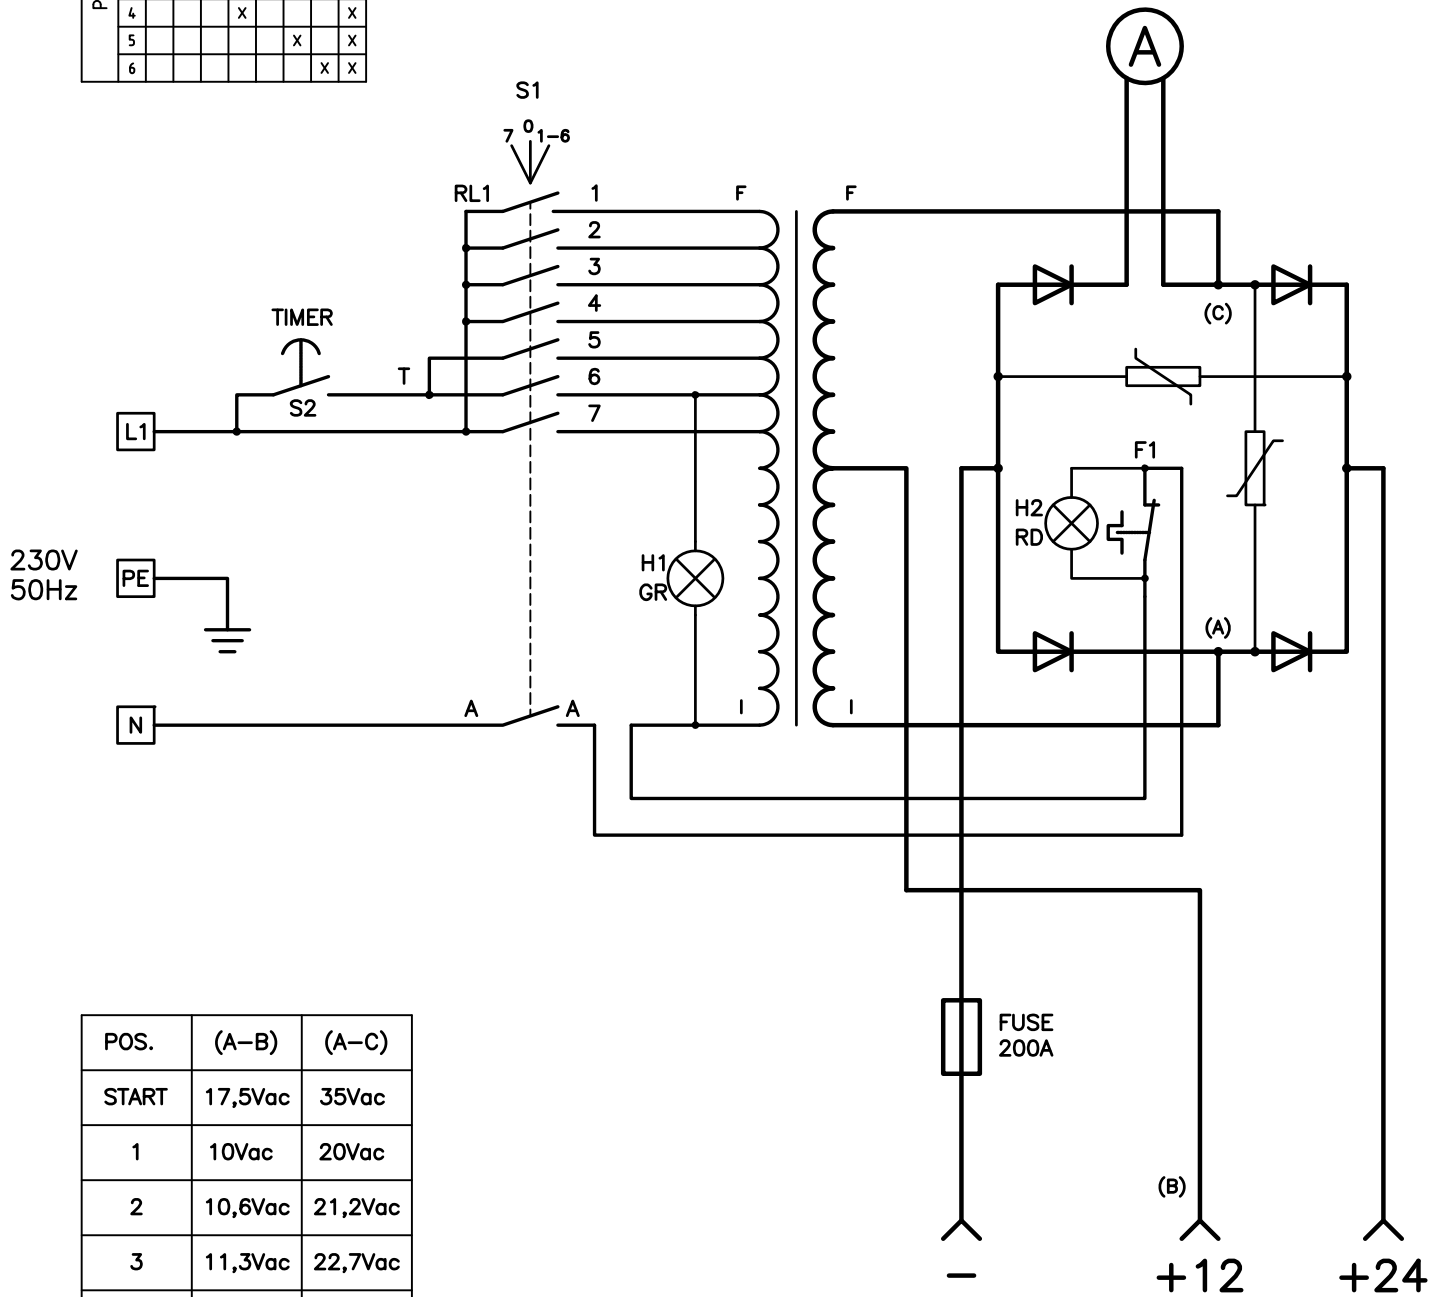 P
4 X X
5 X X
6 X X
A
S1
7 0 1-6
RL1 1 F F
2
3
4
5
6
7
(C)
TIMER
T
S2
L1
F1
H2
RD
H1
GR
230V
50Hz
PE
(A)
N
A A I I
FUSE
200A
POS. (A-B) (A-C)
START 17,5Vac 35Vac
1 10Vac 20Vac
2 10,6Vac 21,2Vac
3 11,3Vac 22,7Vac
(B)
- +12 +24